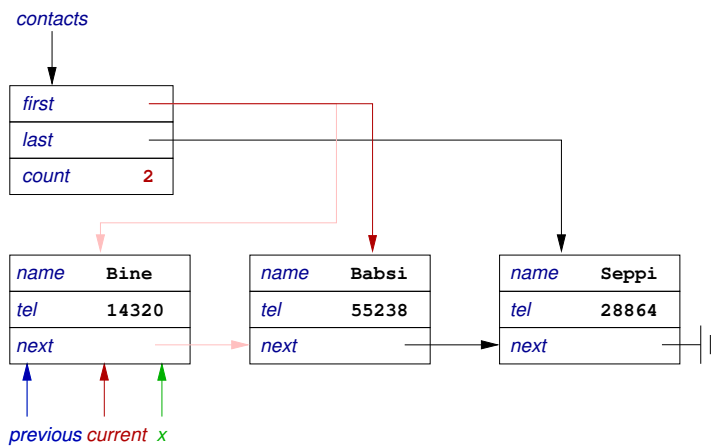 contacts
first
last
count 2
name Bine
tel 14320
next
name Babsi
tel 55238
next
name Seppi
tel 28864
next
previous current x